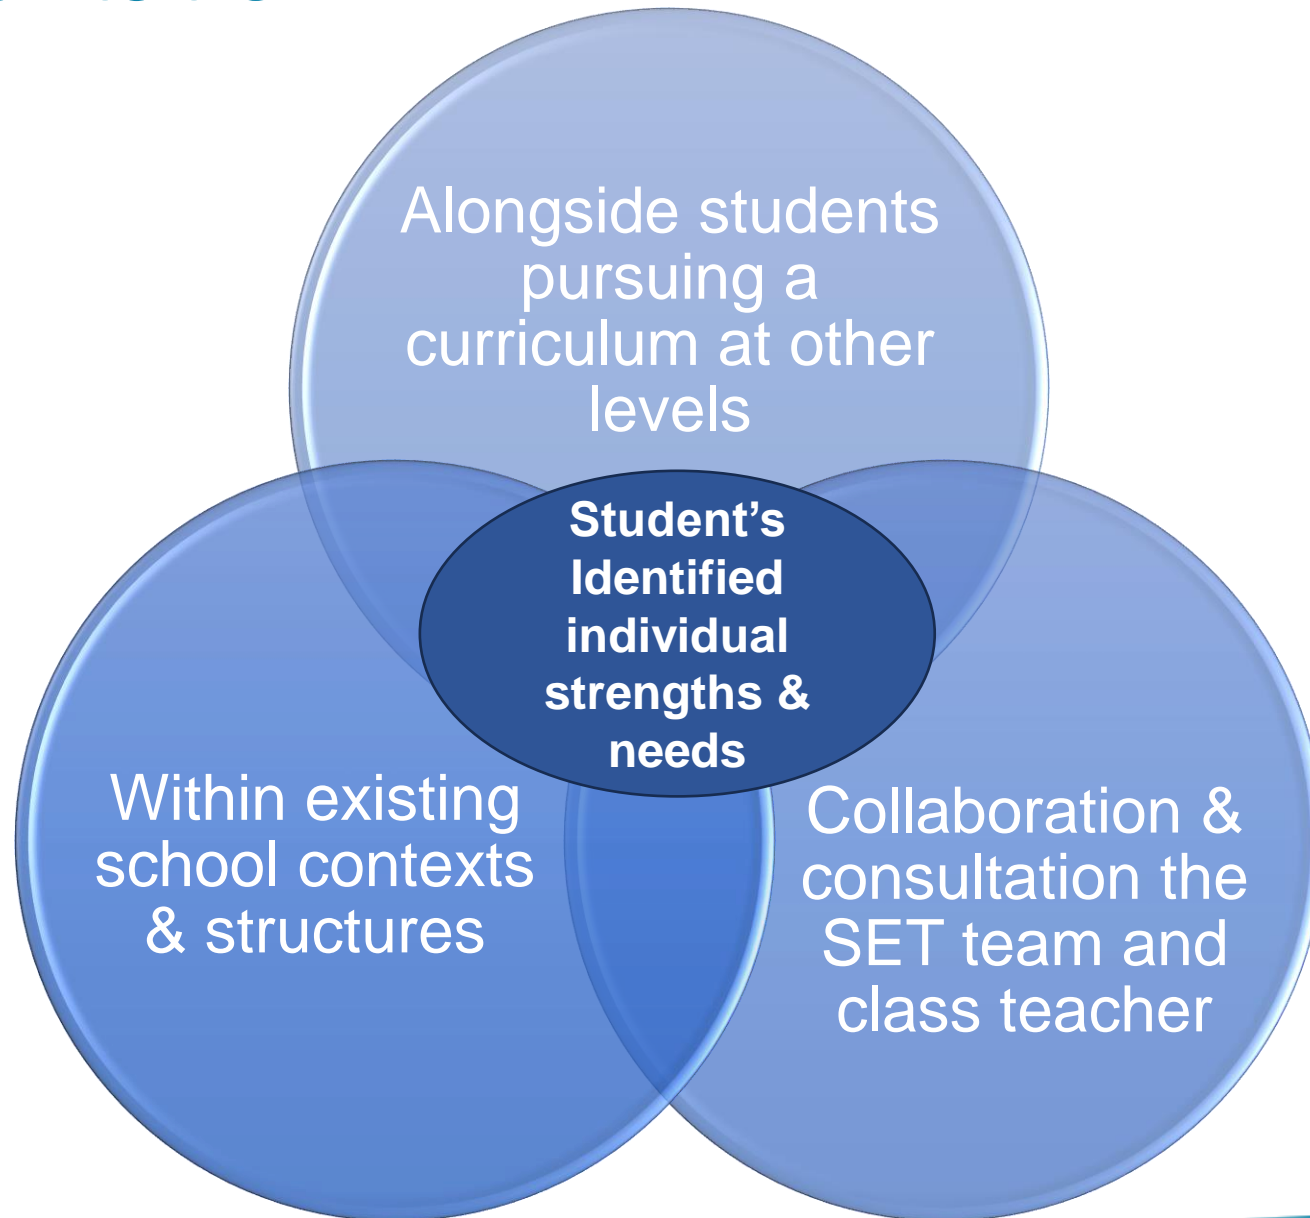 Alongside students
pursuing a
curriculum at other
levels
Student’s
Identified
individual
strengths &
needs
Within existing
school contexts
& structures
Collaboration &
consultation the
SET team and
class teacher